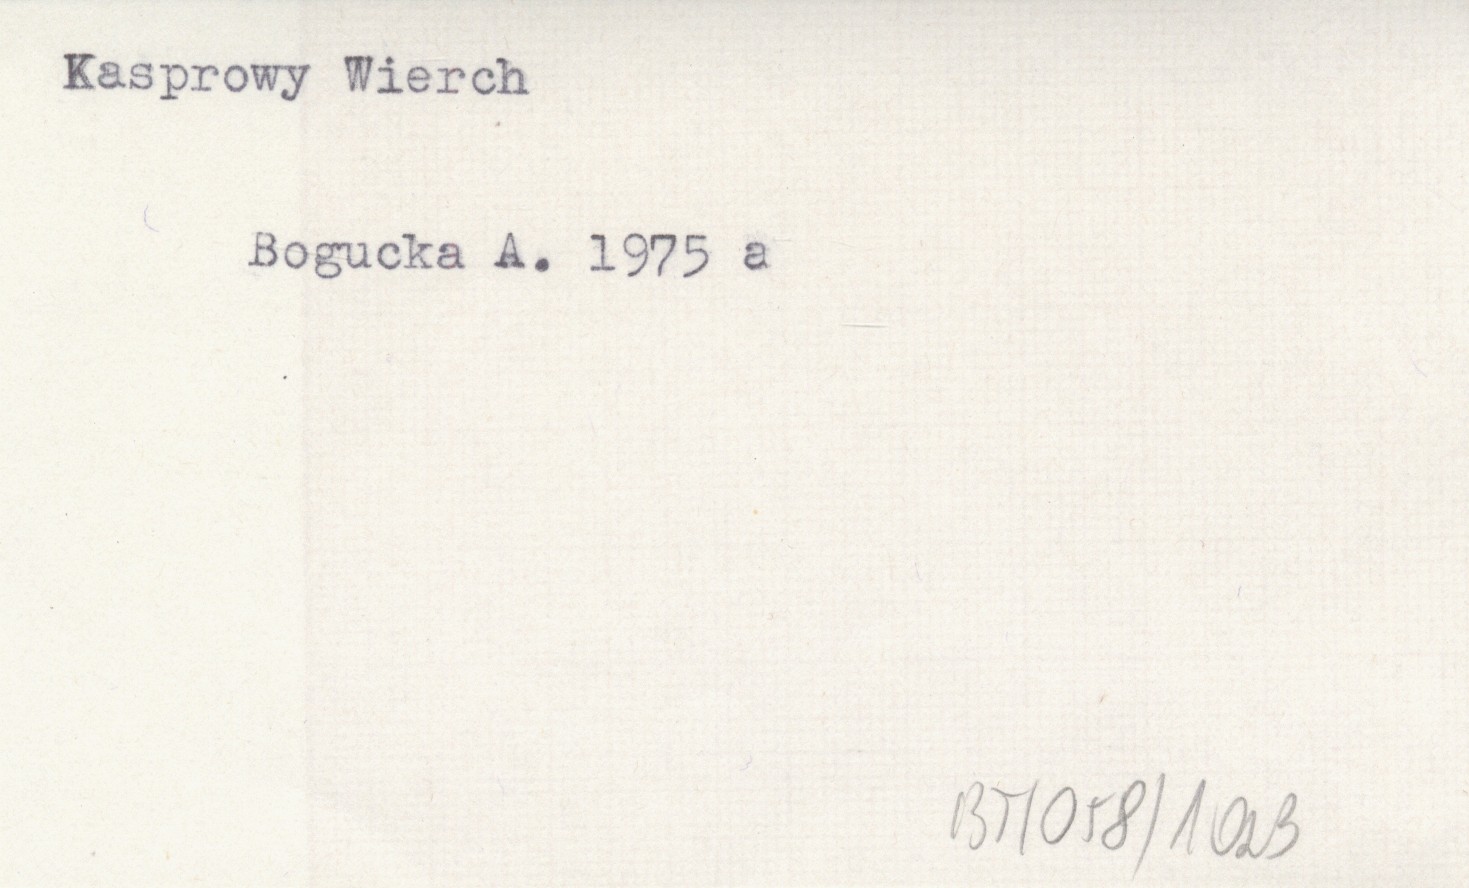 Kasprowy Wierch
Bogucka A. 1975 a
BT/058/1023